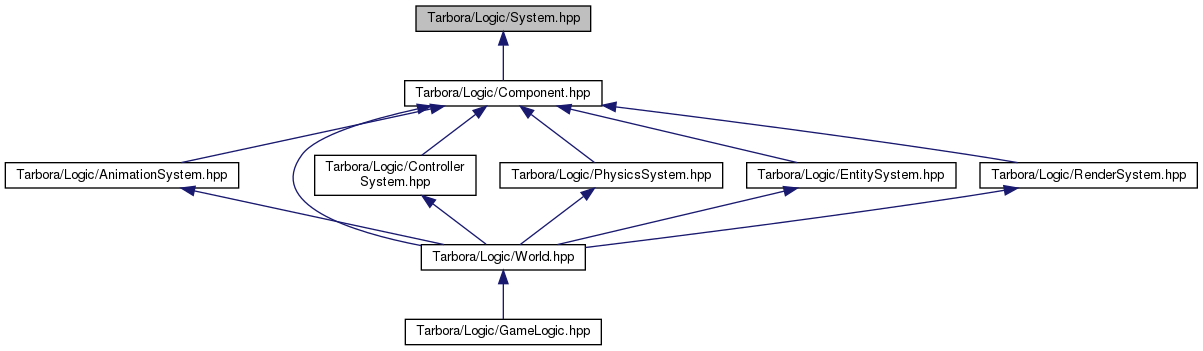 Tarbora/Logic/System.hpp
Tarbora/Logic/Component.hpp
Tarbora/Logic/AnimationSystem.hpp
Tarbora/Logic/Controller
System.hpp
Tarbora/Logic/PhysicsSystem.hpp
Tarbora/Logic/EntitySystem.hpp
Tarbora/Logic/RenderSystem.hpp
Tarbora/Logic/World.hpp
Tarbora/Logic/GameLogic.hpp